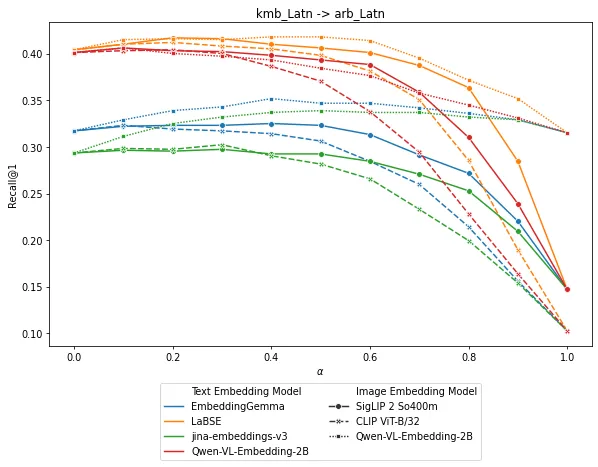 kmb_Latn -> arb_Latn
Recall@1
0.40
0.35
0.30
0.25
0.20
0.15
0.10
0.0 0.2 0.4 0.6 0.8 1.0
α
Text Embedding Model Image Embedding Model
EmbeddingGemma SigLIP 2 So400m
LaBSE CLIP ViT-B/32
jina-embeddings-v3 Qwen-VL-Embedding-2B
Qwen-VL-Embedding-2B